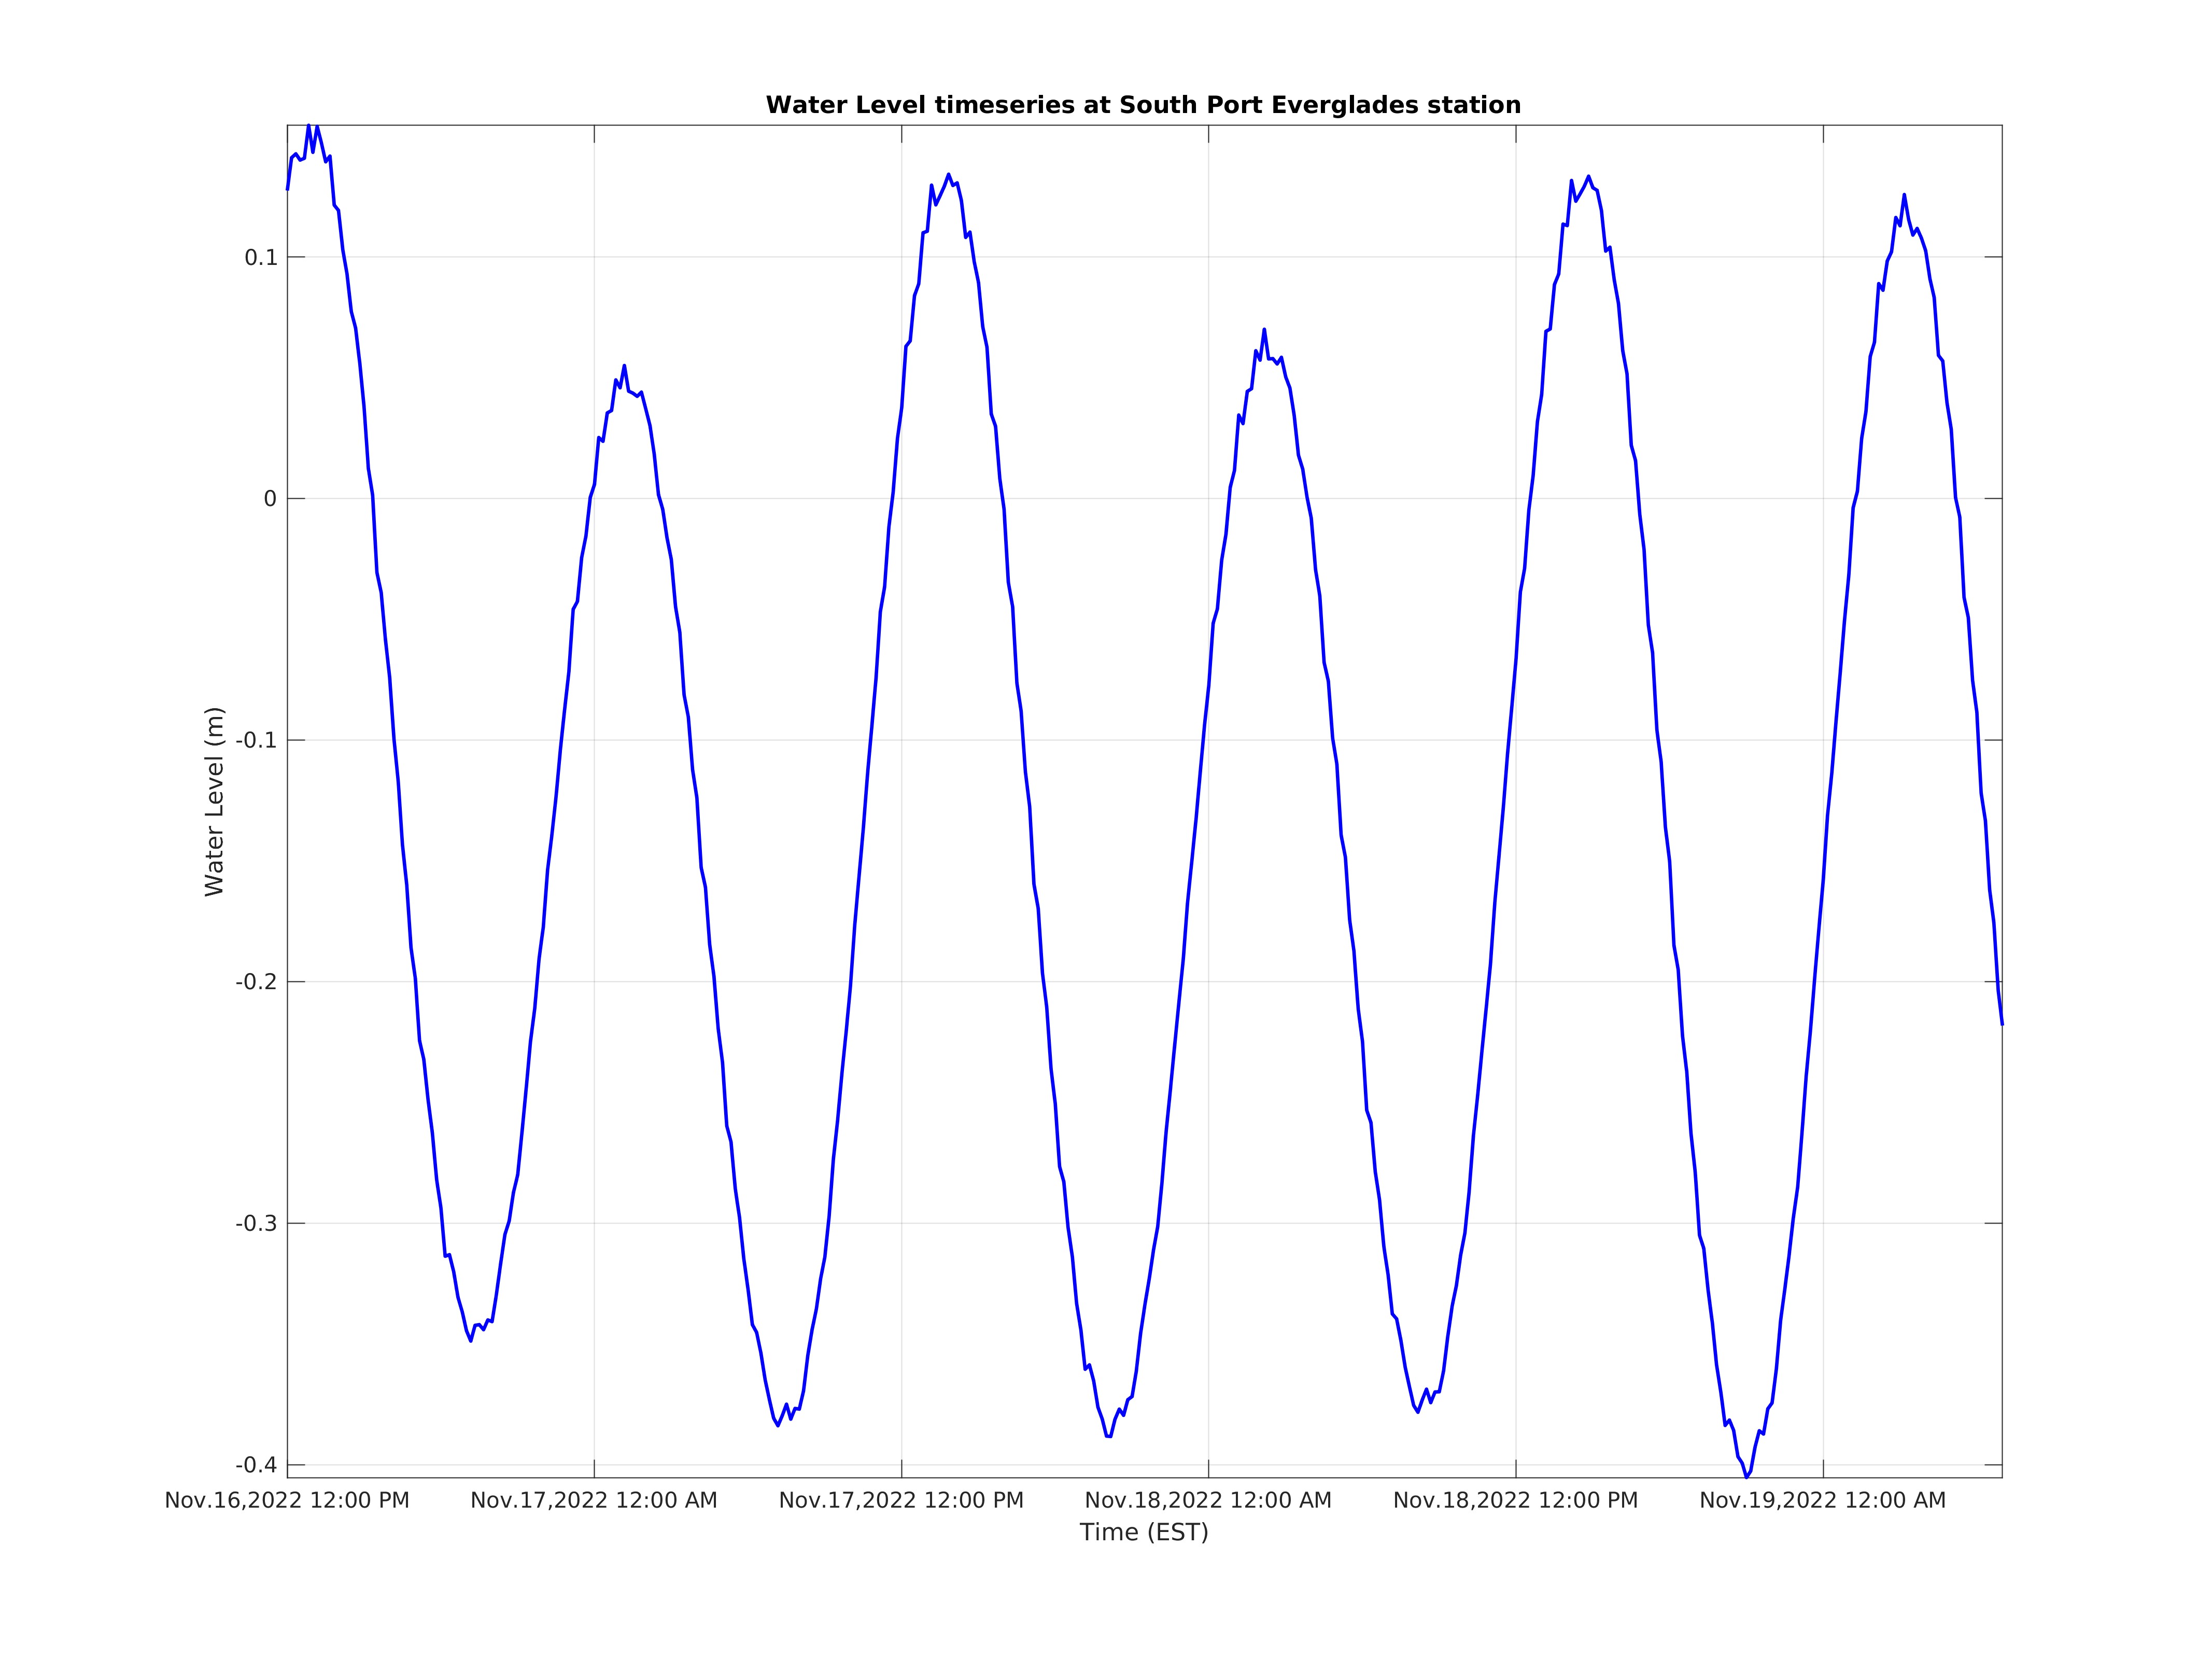 Water Level timeseries at South Port Everglades station
Water Level (m)
0.1
0
-0.1
-0.2
-0.3
-0.4
Nov.16,2022 12:00 PM
Nov.17,2022 12:00 AM
Nov.17,2022 12:00 PM
Nov.18,2022 12:00 AM
Nov.18,2022 12:00 PM
Nov.19,2022 12:00 AM
Time (EST)